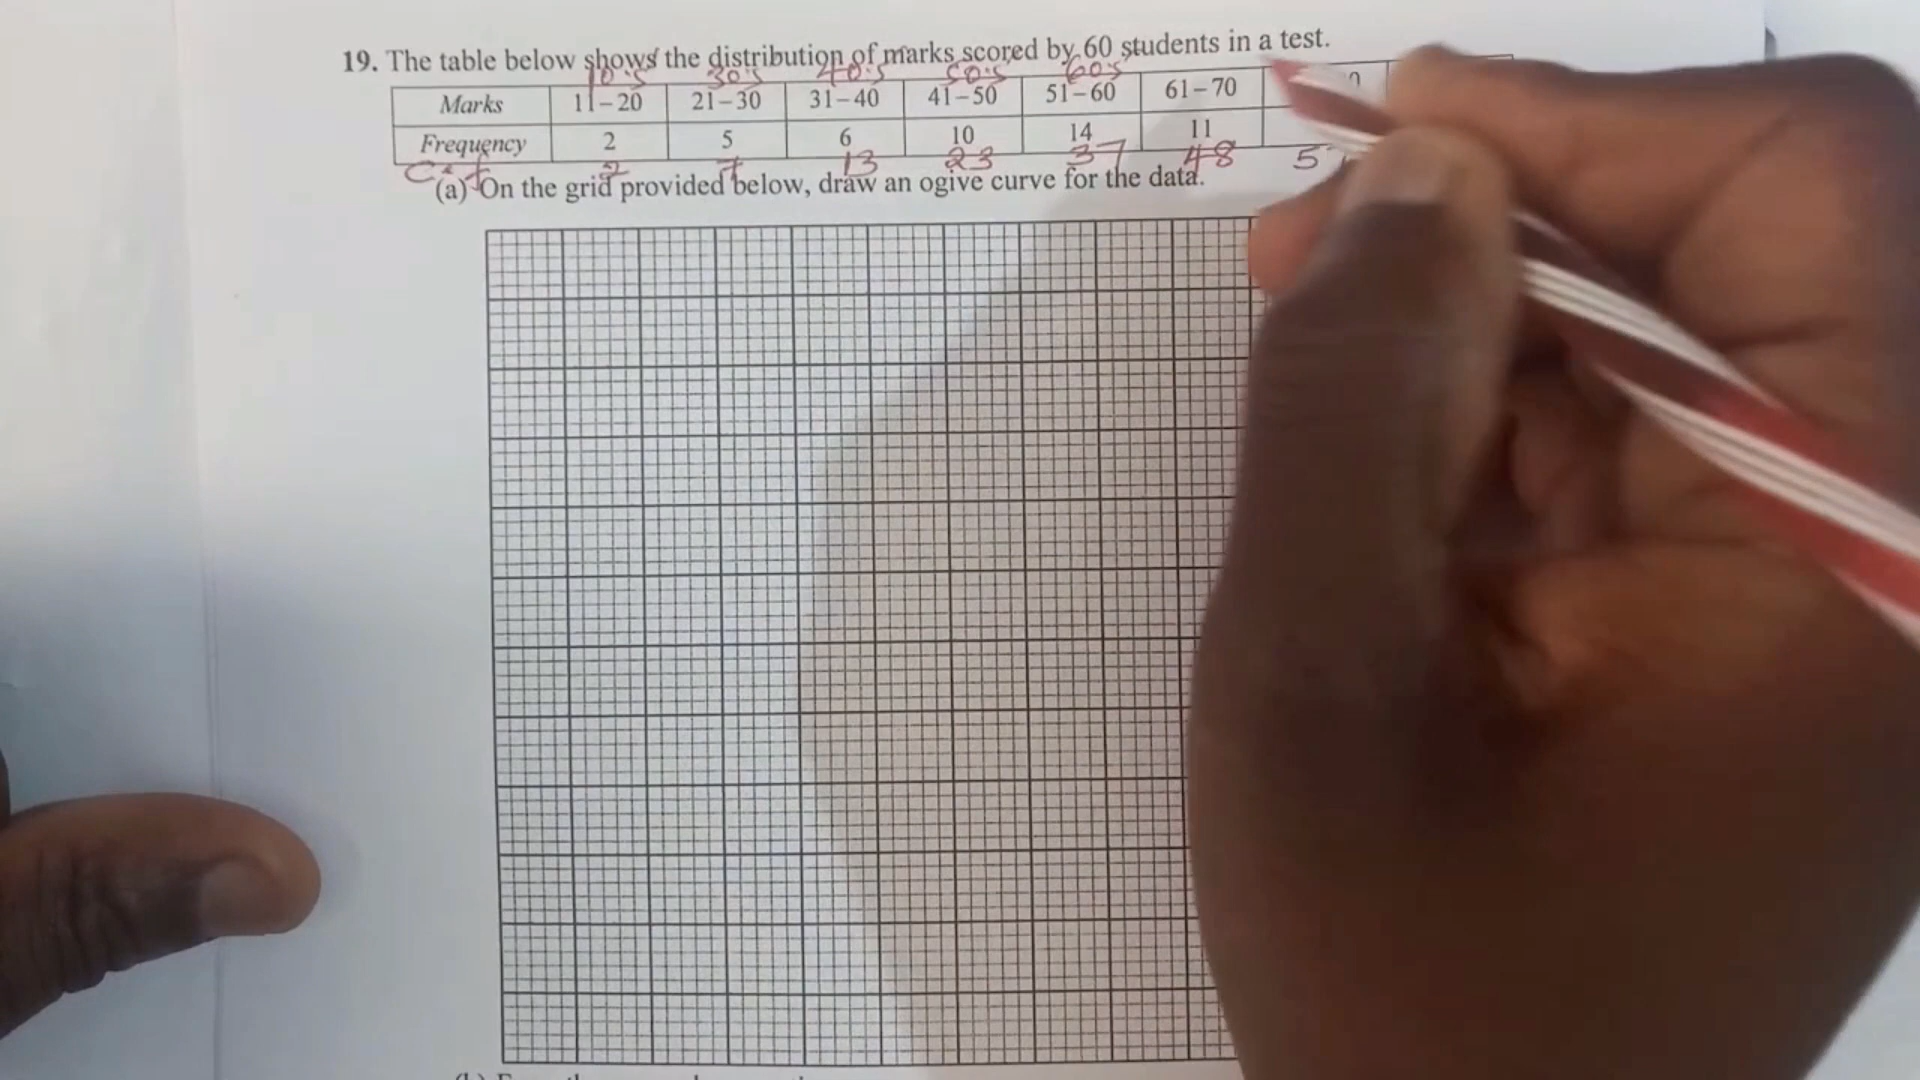 19. The table below shows the distribution of marks scored by 60 students in a test.
10.5 30.5 40.5 50.5 60.5
Marks 11–20 21–30 31–40 41–50 51–60 61–70
Frequency 2 5 6 10 14 11
C.f 2 7 13 23 37 48
(a) On the grid provided below, draw an ogive curve for the data.